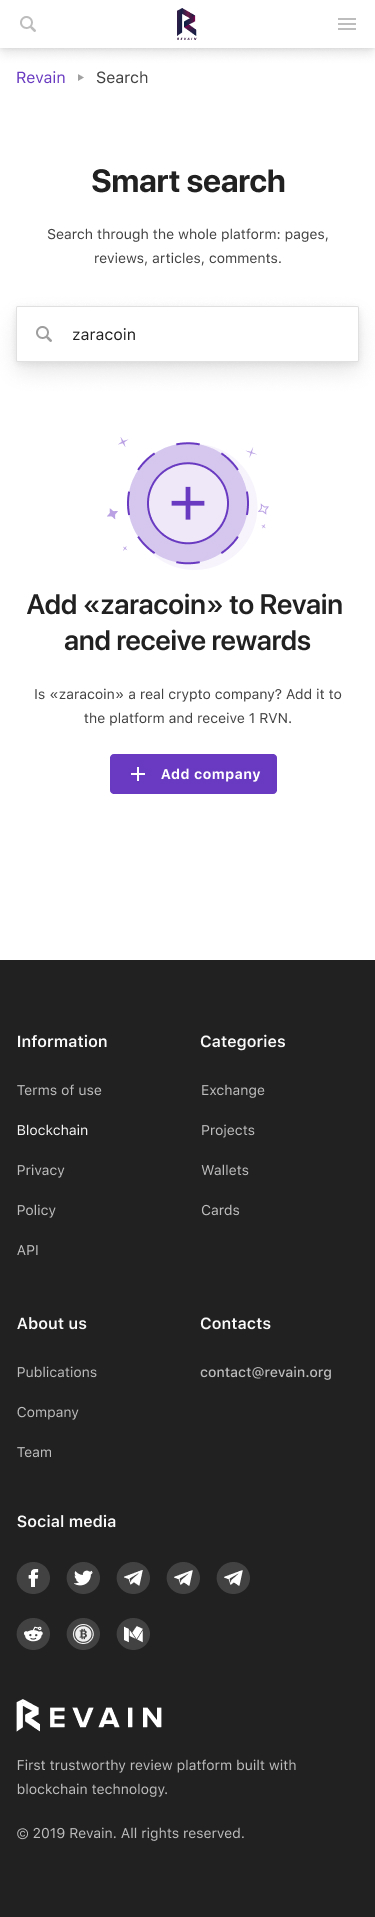 REVAIN
Revain ▸ Search
Smart search
Search through the whole platform: pages,
reviews, articles, comments.
zaracoin
Add «zaracoin» to Revain
and receive rewards
Is «zaracoin» a real crypto company? Add it to
the platform and receive 1 RVN.
Add company
Information
Terms of use
Blockchain
Privacy
Policy
API
Categories
Exchange
Projects
Wallets
Cards
About us
Publications
Company
Team
Contacts
contact@revain.org
Social media
REVAIN
First trustworthy review platform built with
blockchain technology.
© 2019 Revain. All rights reserved.